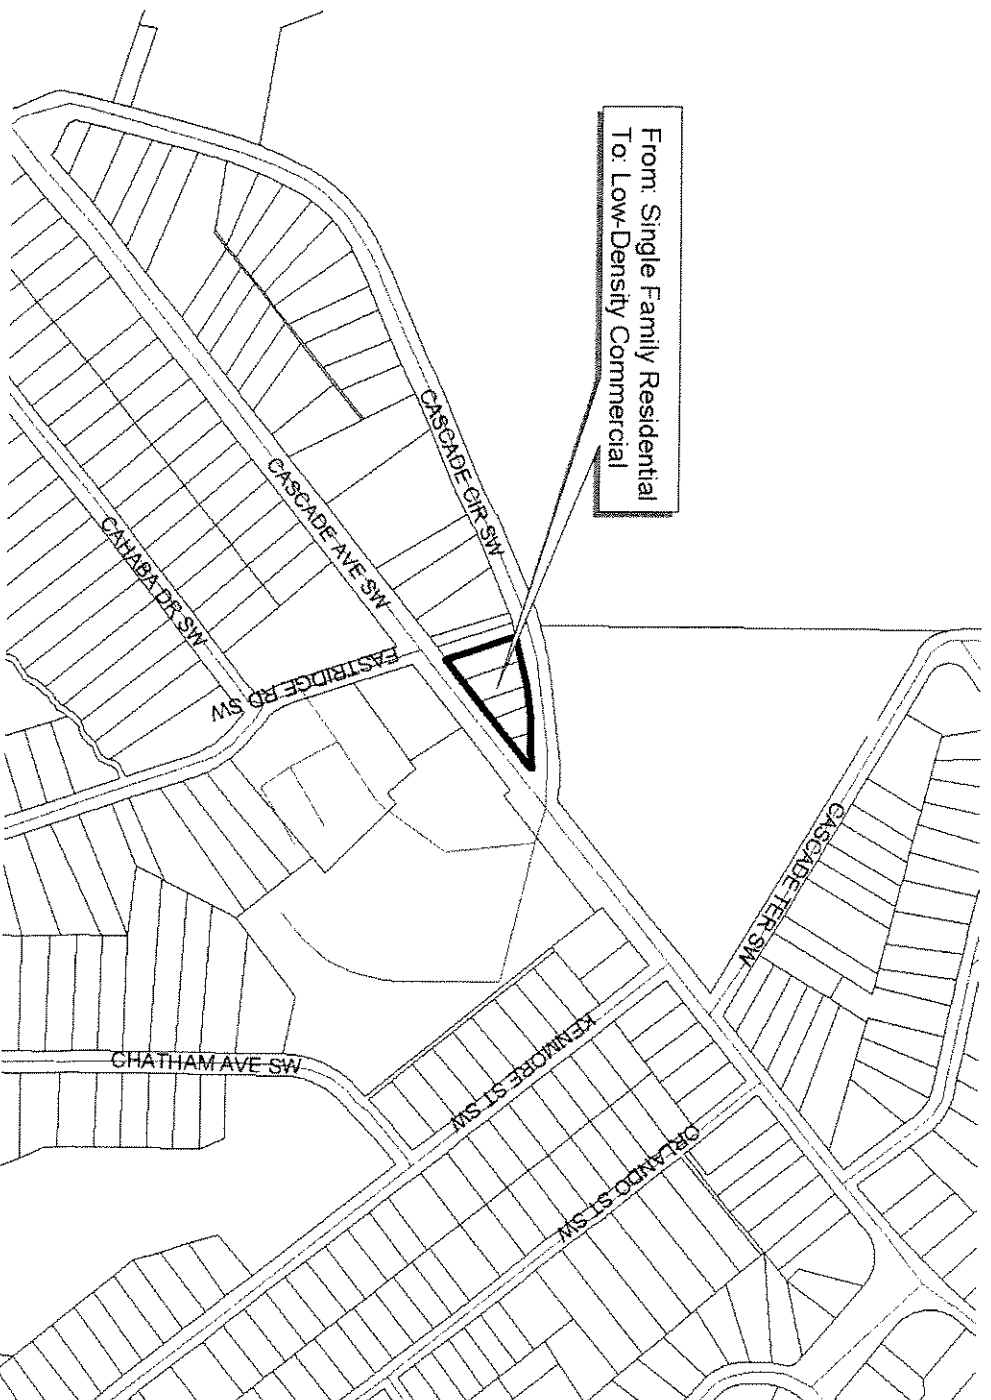 From: Single Family Residential
To: Low-Density Commercial
CASCADE CIR SW
CASCADE AVE SW
CAHABA DR SW
EASTRIDGE RD SW
CASCADE TER SW
KENMORE ST SW
CHATHAM AVE SW
ORLANDO ST SW